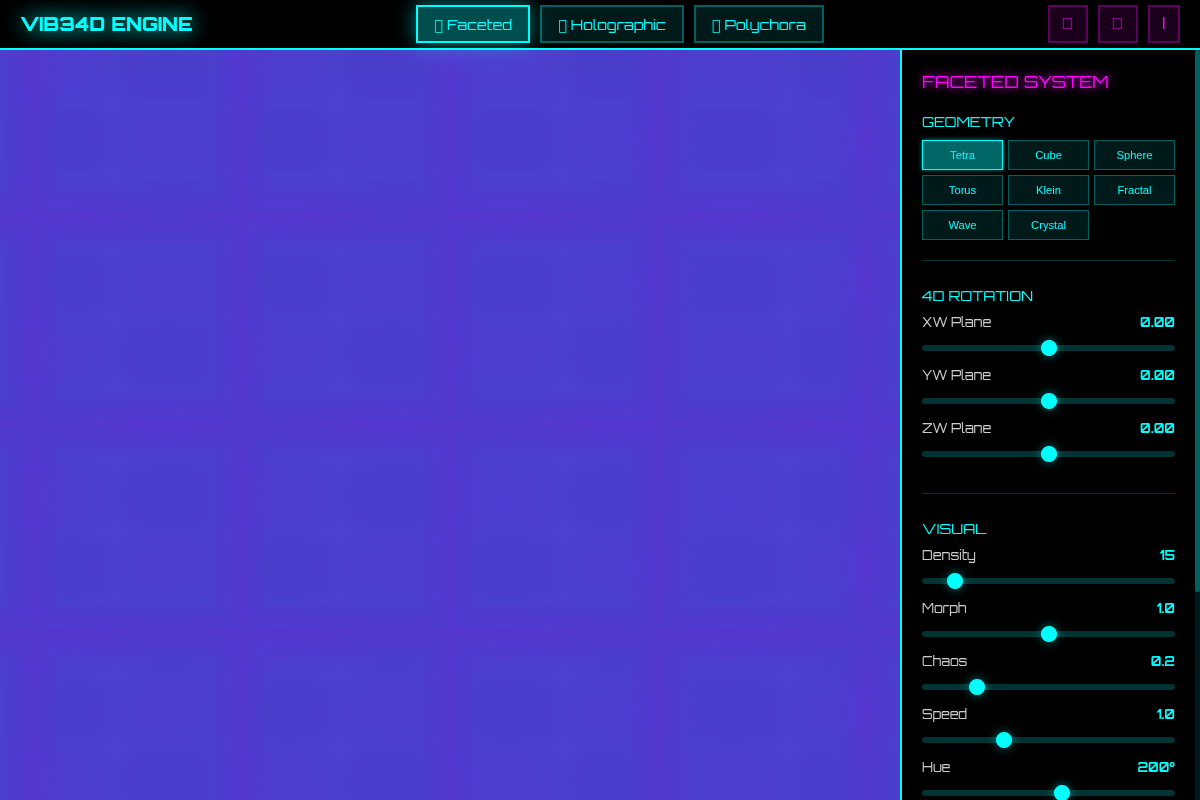 VIB34D ENGINE
Faceted
Holographic
Polychora
FACETED SYSTEM
GEOMETRY
Tetra
Cube
Sphere
Torus
Klein
Fractal
Wave
Crystal
4D ROTATION
XW Plane 0.00
YW Plane 0.00
ZW Plane 0.00
VISUAL
Density 15
Morph 1.0
Chaos 0.2
Speed 1.0
Hue 200°